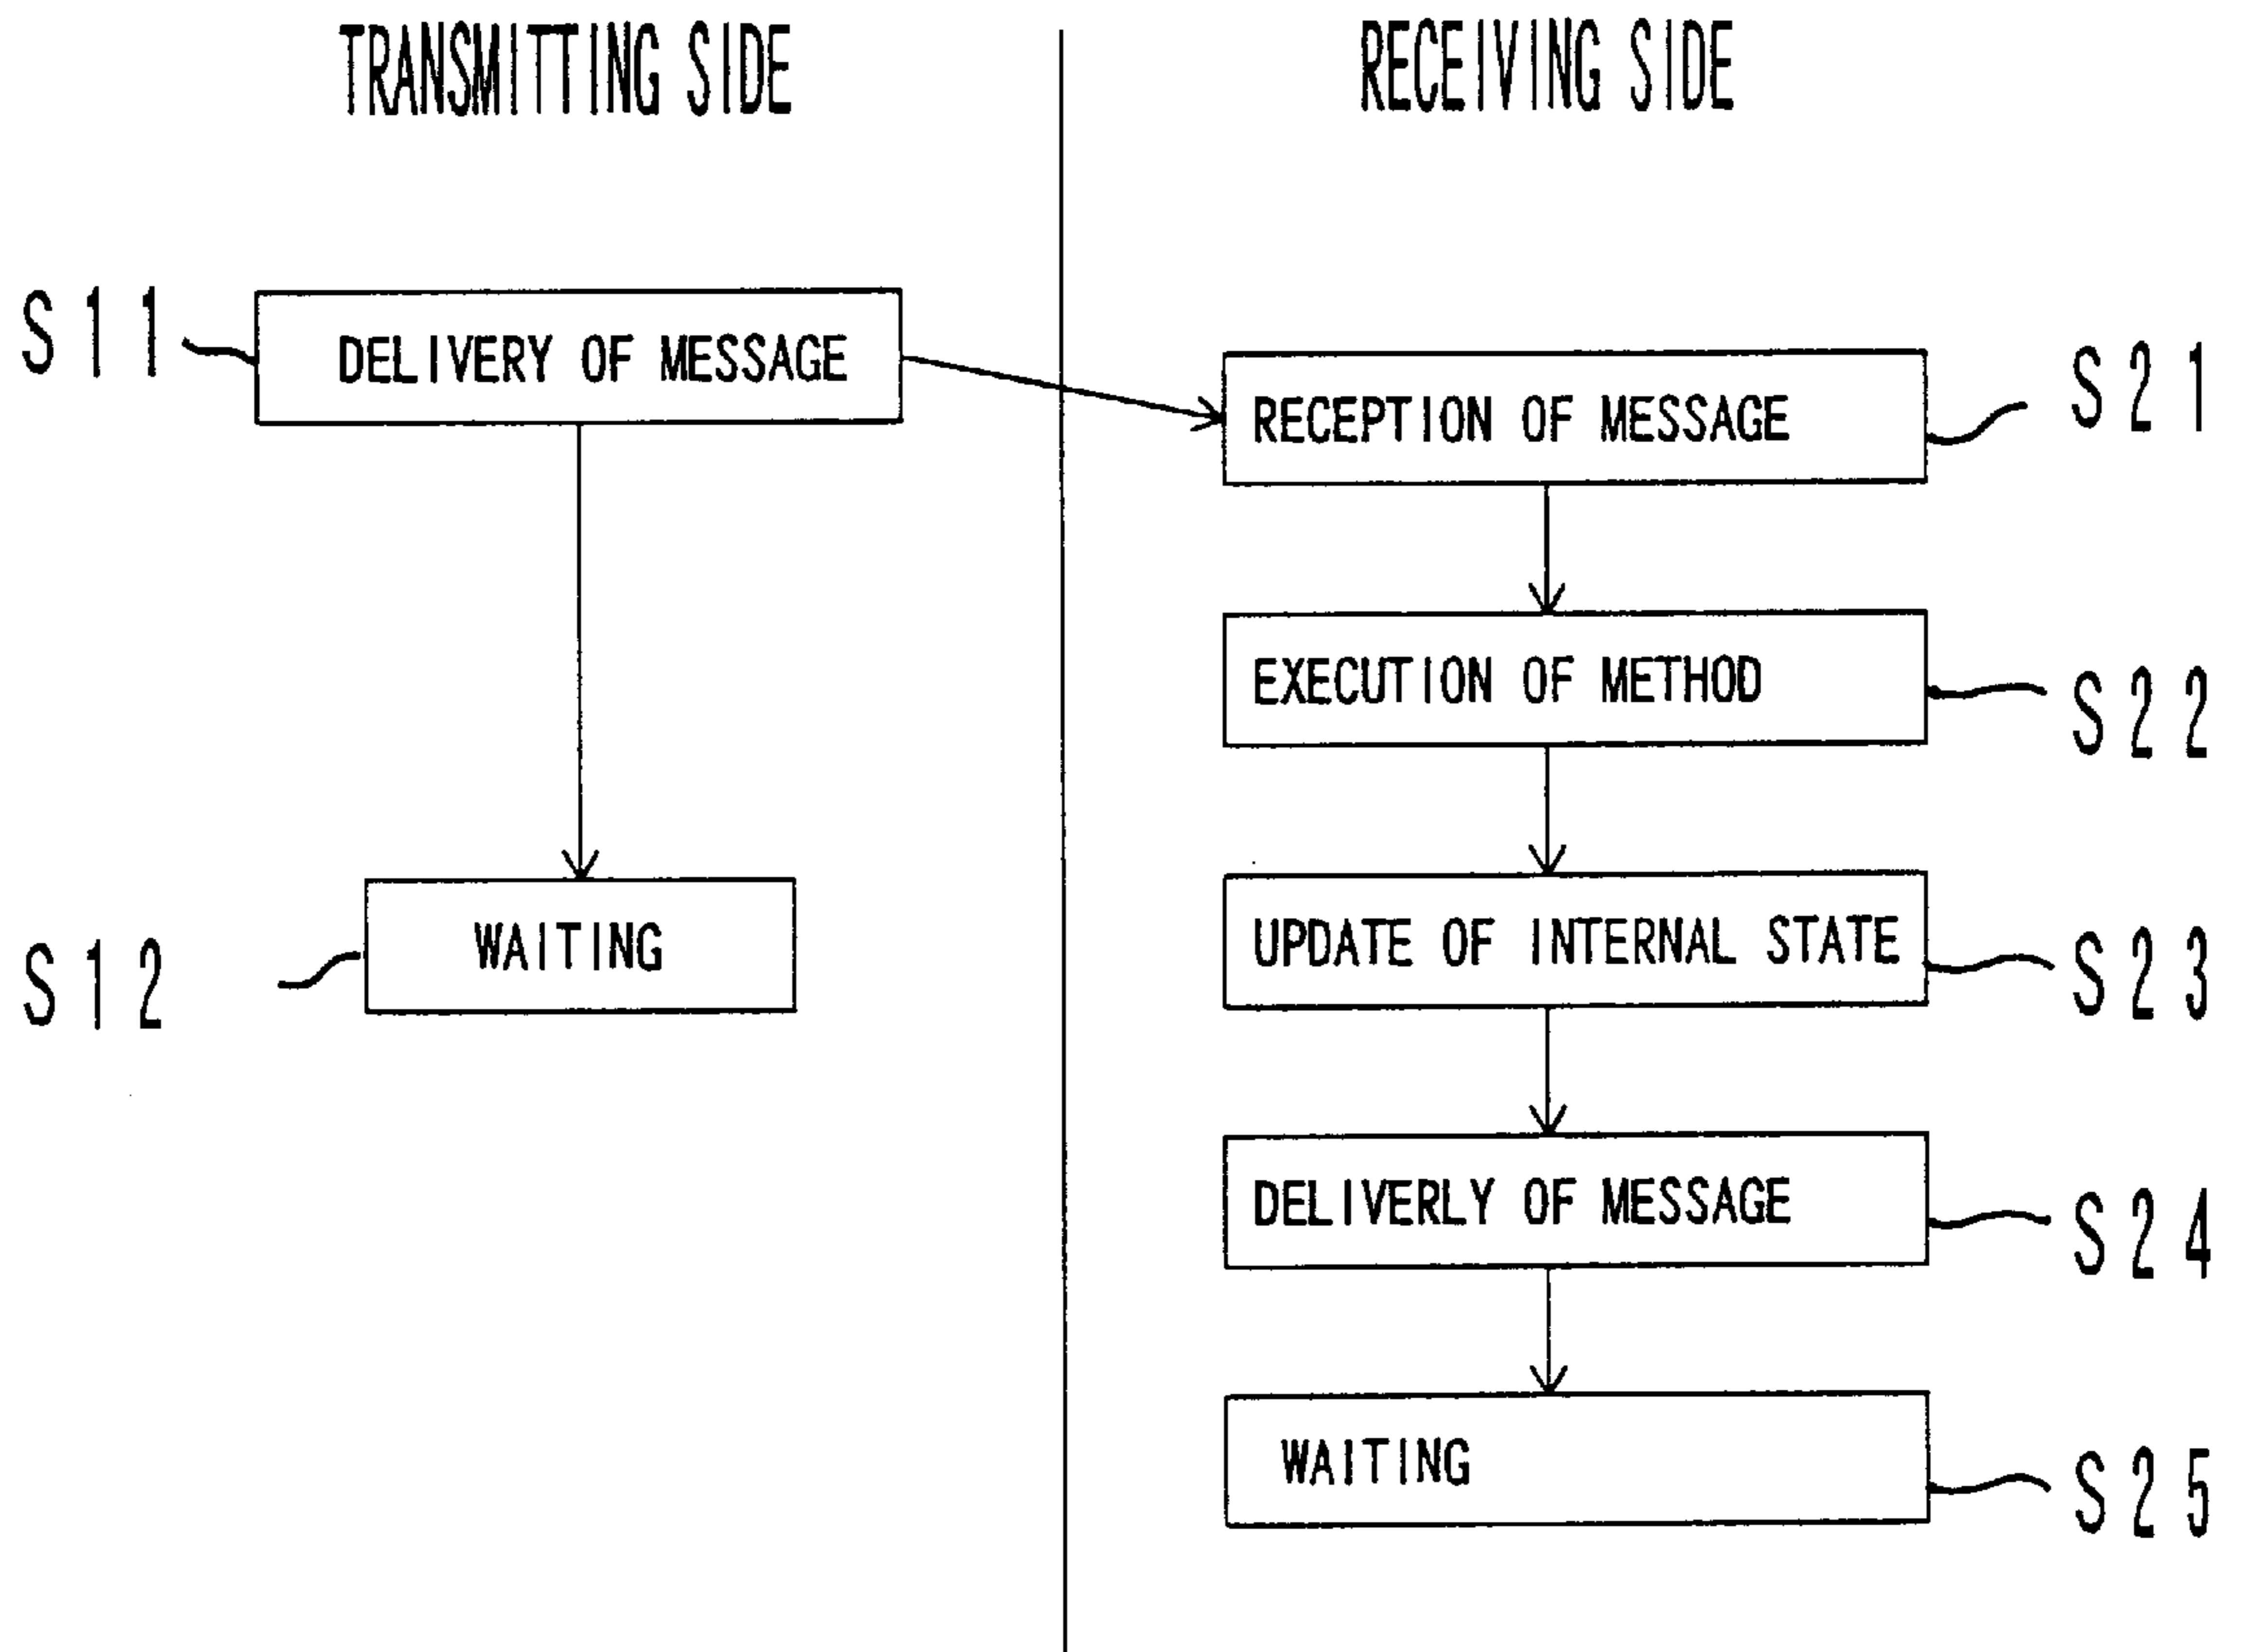 TRANSMITTING SIDE
RECEIVING SIDE
S11
DELIVERY OF MESSAGE
RECEPTION OF MESSAGE
S21
EXECUTION OF METHOD
S22
S12
WAITING
UPDATE OF INTERNAL STATE
S23
DELIVERLY OF MESSAGE
S24
WAITING
S25